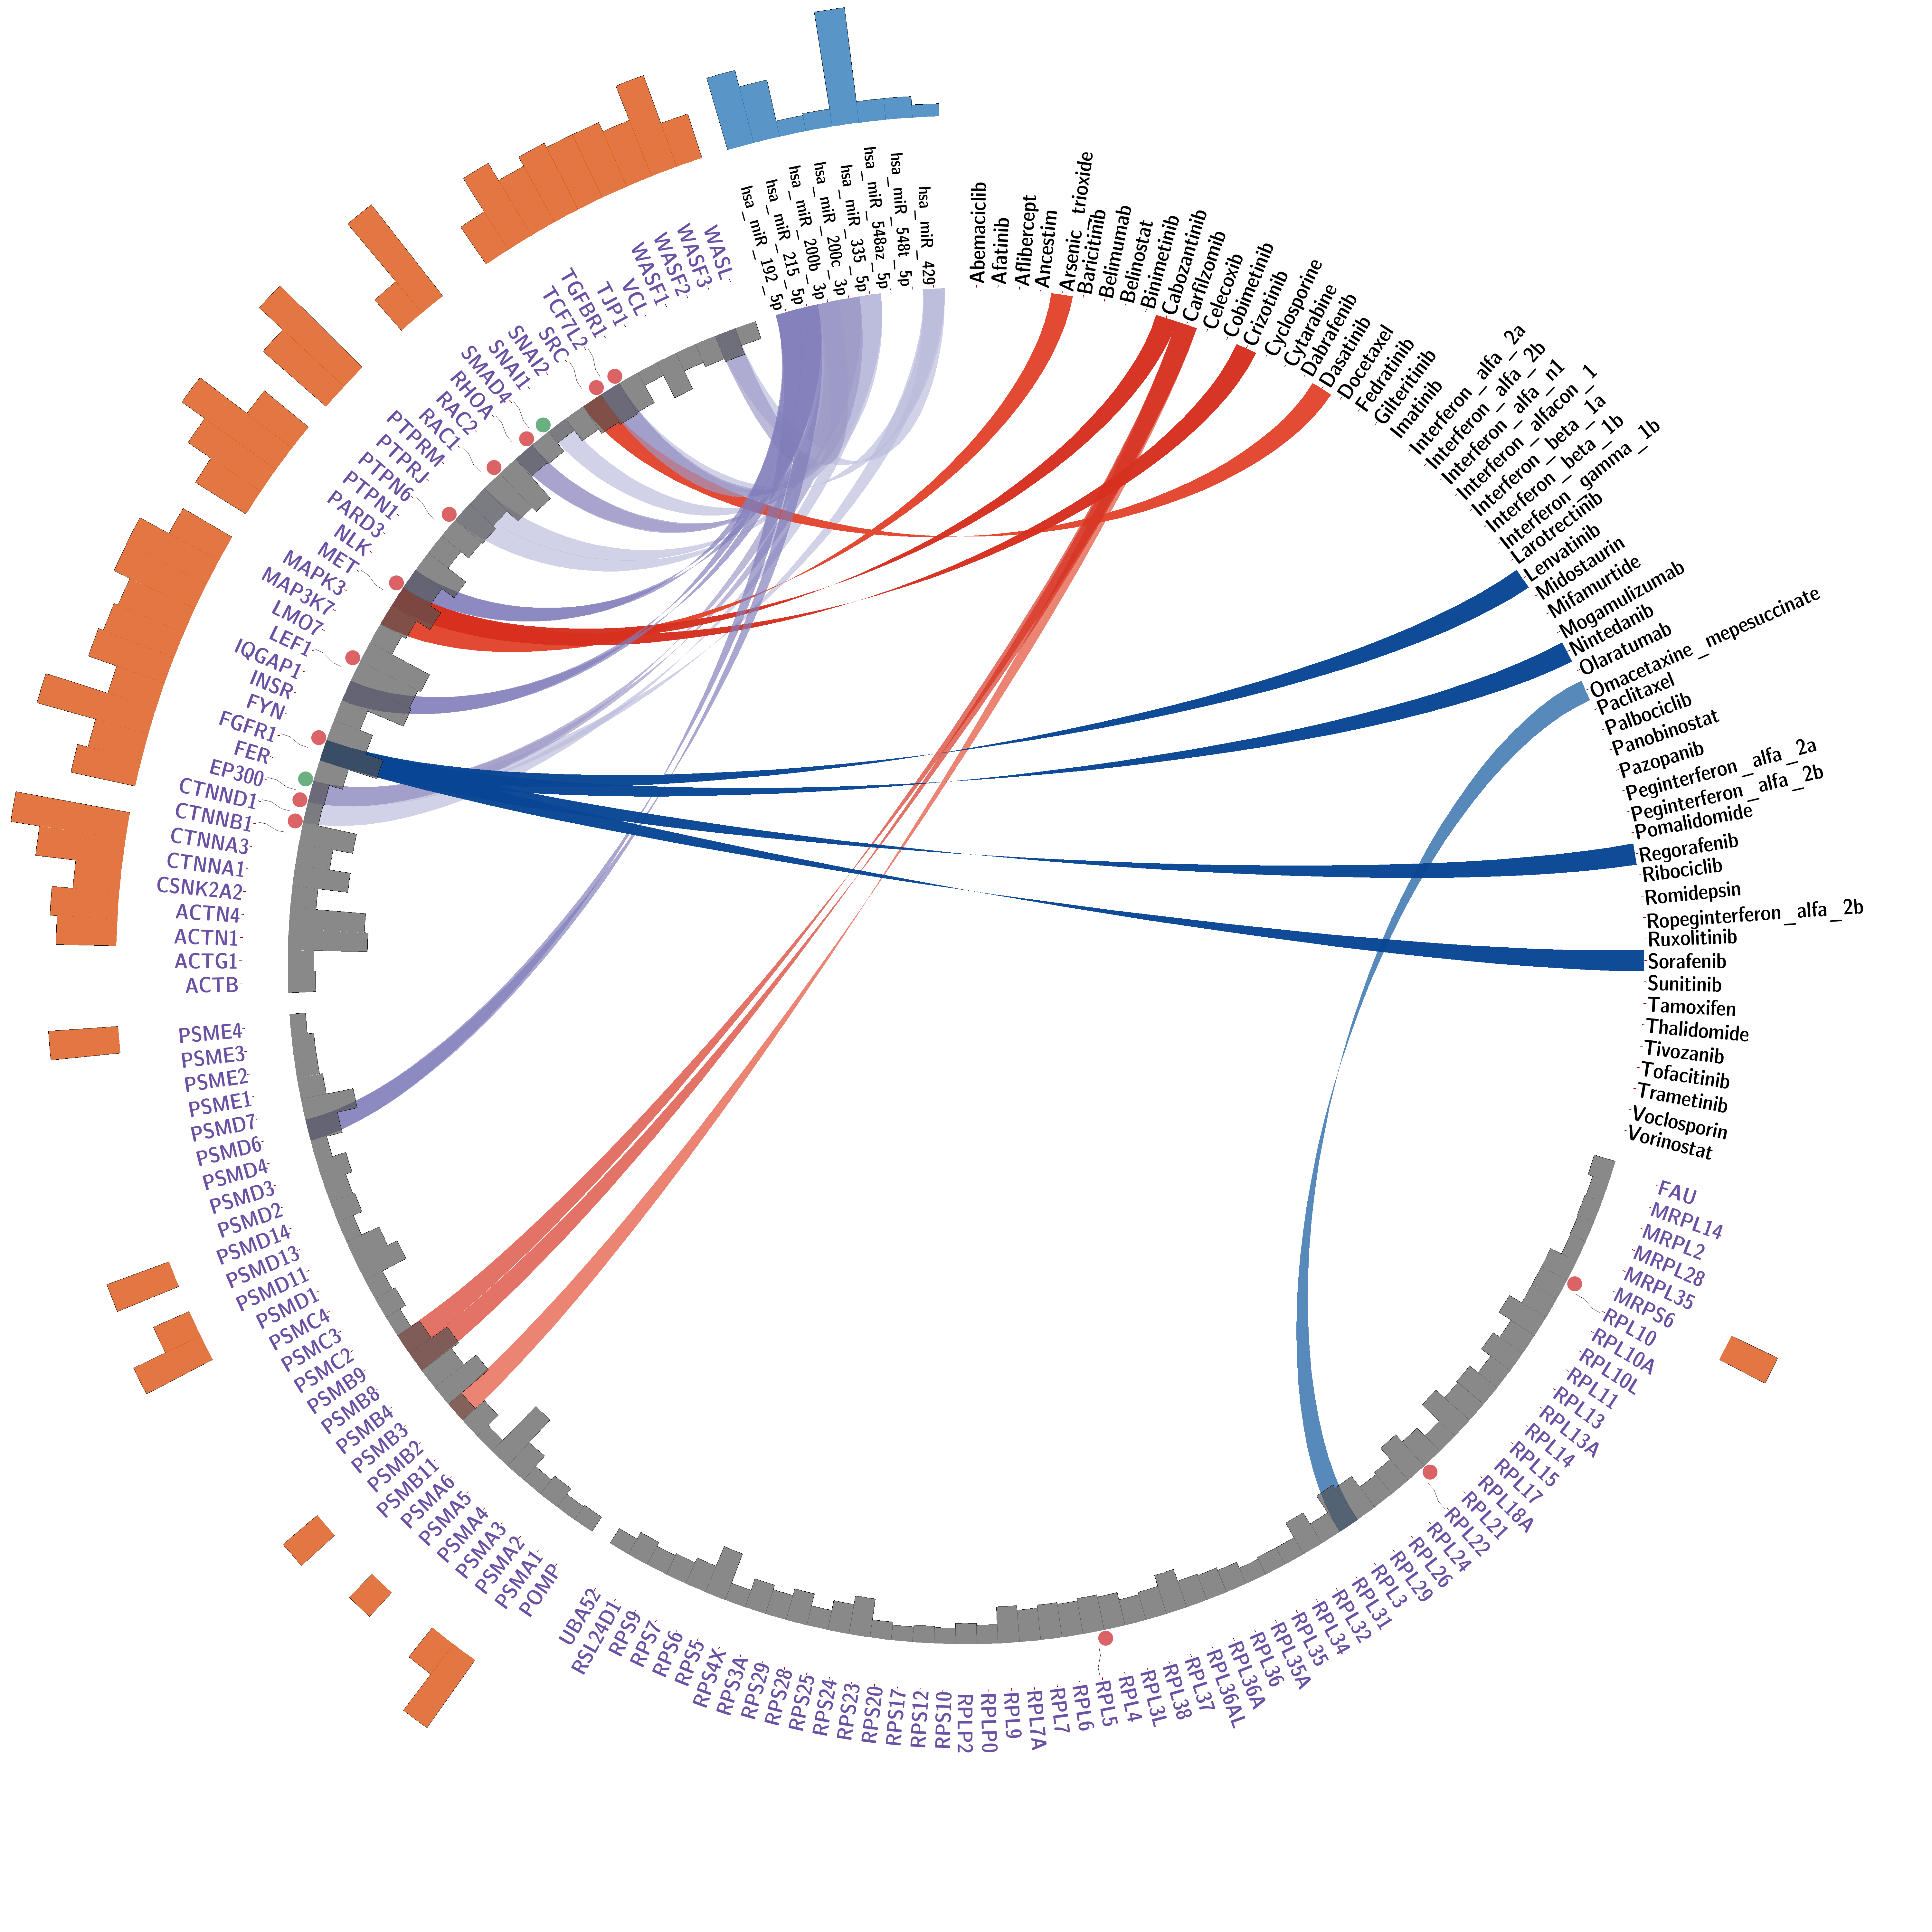 hsa_miR_192_5p
hsa_miR_215_5p
hsa_miR_200b_3p
hsa_miR_200c_3p
hsa_miR_335_5p
hsa_miR_548az_5p
hsa_miR_548t_5p
hsa_miR_429
Abemaciclib
Afatinib
Aflibercept
Ancestim
Arsenic_trioxide
Baricitinib
Belimumab
Belinostat
Binimetinib
Cabozantinib
Carfilzomib
Celecoxib
Cobimetinib
Crizotinib
Cyclosporine
Cytarabine
Dabrafenib
Dasatinib
Docetaxel
Fedratinib
Gilteritinib
Imatinib
Interferon_alfa_2a
Interferon_alfa_2b
Interferon_alfa_n1
Interferon_alfacon_1
Interferon_beta_1a
Interferon_beta_1b
Interferon_gamma_1b
Larotrectinib
Lenvatinib
Midostaurin
Mifamurtide
Mogamulizumab
Nintedanib
Olaratumab
Omacetaxine_mepesuccinate
Paclitaxel
Palbociclib
Panobinostat
Pazopanib
Peginterferon_alfa_2a
Peginterferon_alfa_2b
Pomalidomide
Regorafenib
Ribociclib
Romidepsin
Ropeginterferon_alfa_2b
Ruxolitinib
Sorafenib
Sunitinib
Tamoxifen
Thalidomide
Tivozanib
Tofacitinib
Trametinib
Voclosporin
Vorinostat
FAU
MRPL14
MRPL2
MRPL28
MRPL35
MRPS6
RPL10
RPL10A
RPL10L
RPL11
RPL13
RPL13A
RPL14
RPL15
RPL17
RPL18A
RPL21
RPL22
RPL24
RPL26
RPL29
RPL3
RPL31
RPL32
RPL34
RPL35
RPL35A
RPL36
RPL36A
RPL36AL
RPL37
RPL38
RPL3L
RPL4
RPL5
RPL6
RPL7
RPL7A
RPL9
RPLP0
RPLP2
RPS10
RPS12
RPS17
RPS20
RPS23
RPS24
RPS25
RPS28
RPS29
RPS3A
RPS4X
RPS5
RPS6
RPS7
RPS9
RSL24D1
UBA52
POMP
PSMA1
PSMA2
PSMA3
PSMA4
PSMA5
PSMA6
PSMB11
PSMB2
PSMB3
PSMB4
PSMB8
PSMB9
PSMC2
PSMC3
PSMC4
PSMD1
PSMD11
PSMD13
PSMD14
PSMD2
PSMD3
PSMD4
PSMD6
PSMD7
PSME1
PSME2
PSME3
PSME4
ACTB
ACTG1
ACTN1
ACTN4
CSNK2A2
CTNNA1
CTNNA3
CTNNB1
CTNND1
EP300
FER
FGFR1
FYN
INSR
IQGAP1
LEF1
LMO7
MAP3K7
MAPK3
MET
NLK
PARD3
PTPN1
PTPN6
PTPRJ
PTPRM
RAC1
RAC2
RHOA
SMAD4
SNAI1
SNAI2
SRC
TCF7L2
TGFBR1
TJP1
VCL
WASF1
WASF2
WASF3
WASL